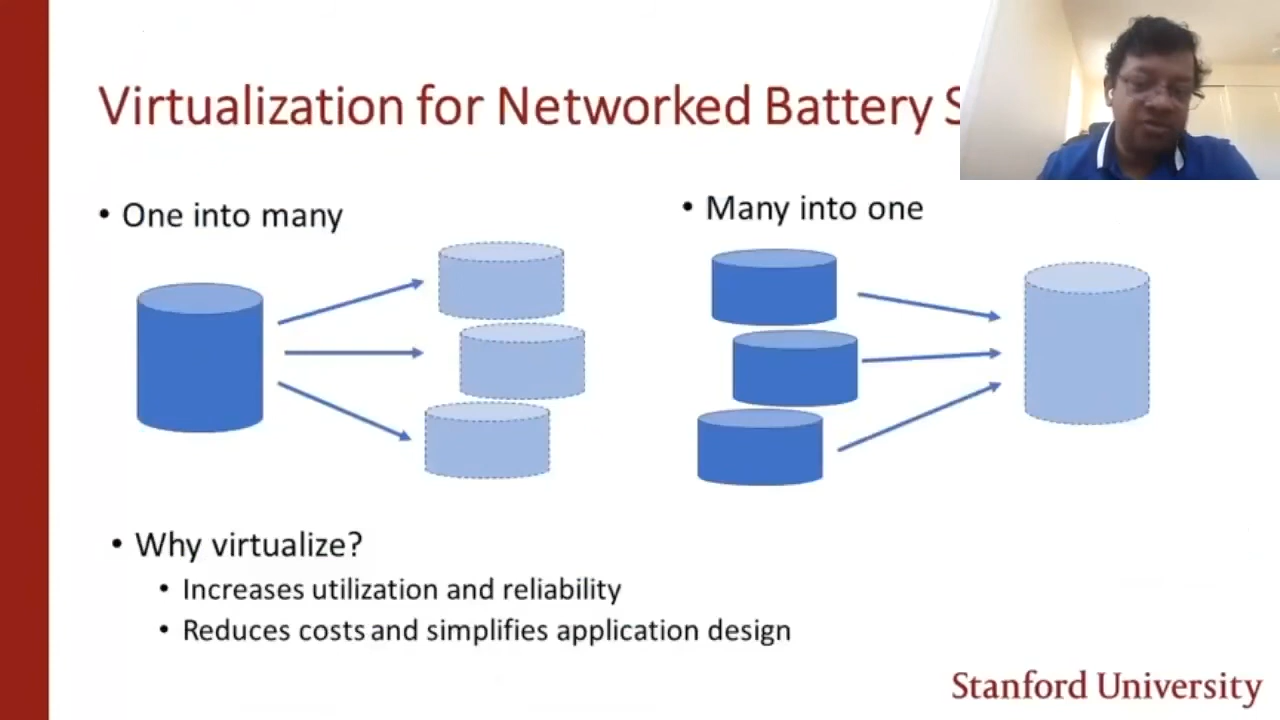 Virtualization for Networked Battery
• One into many
• Many into one
• Why virtualize?
• Increases utilization and reliability
• Reduces costs and simplifies application design
Stanford University